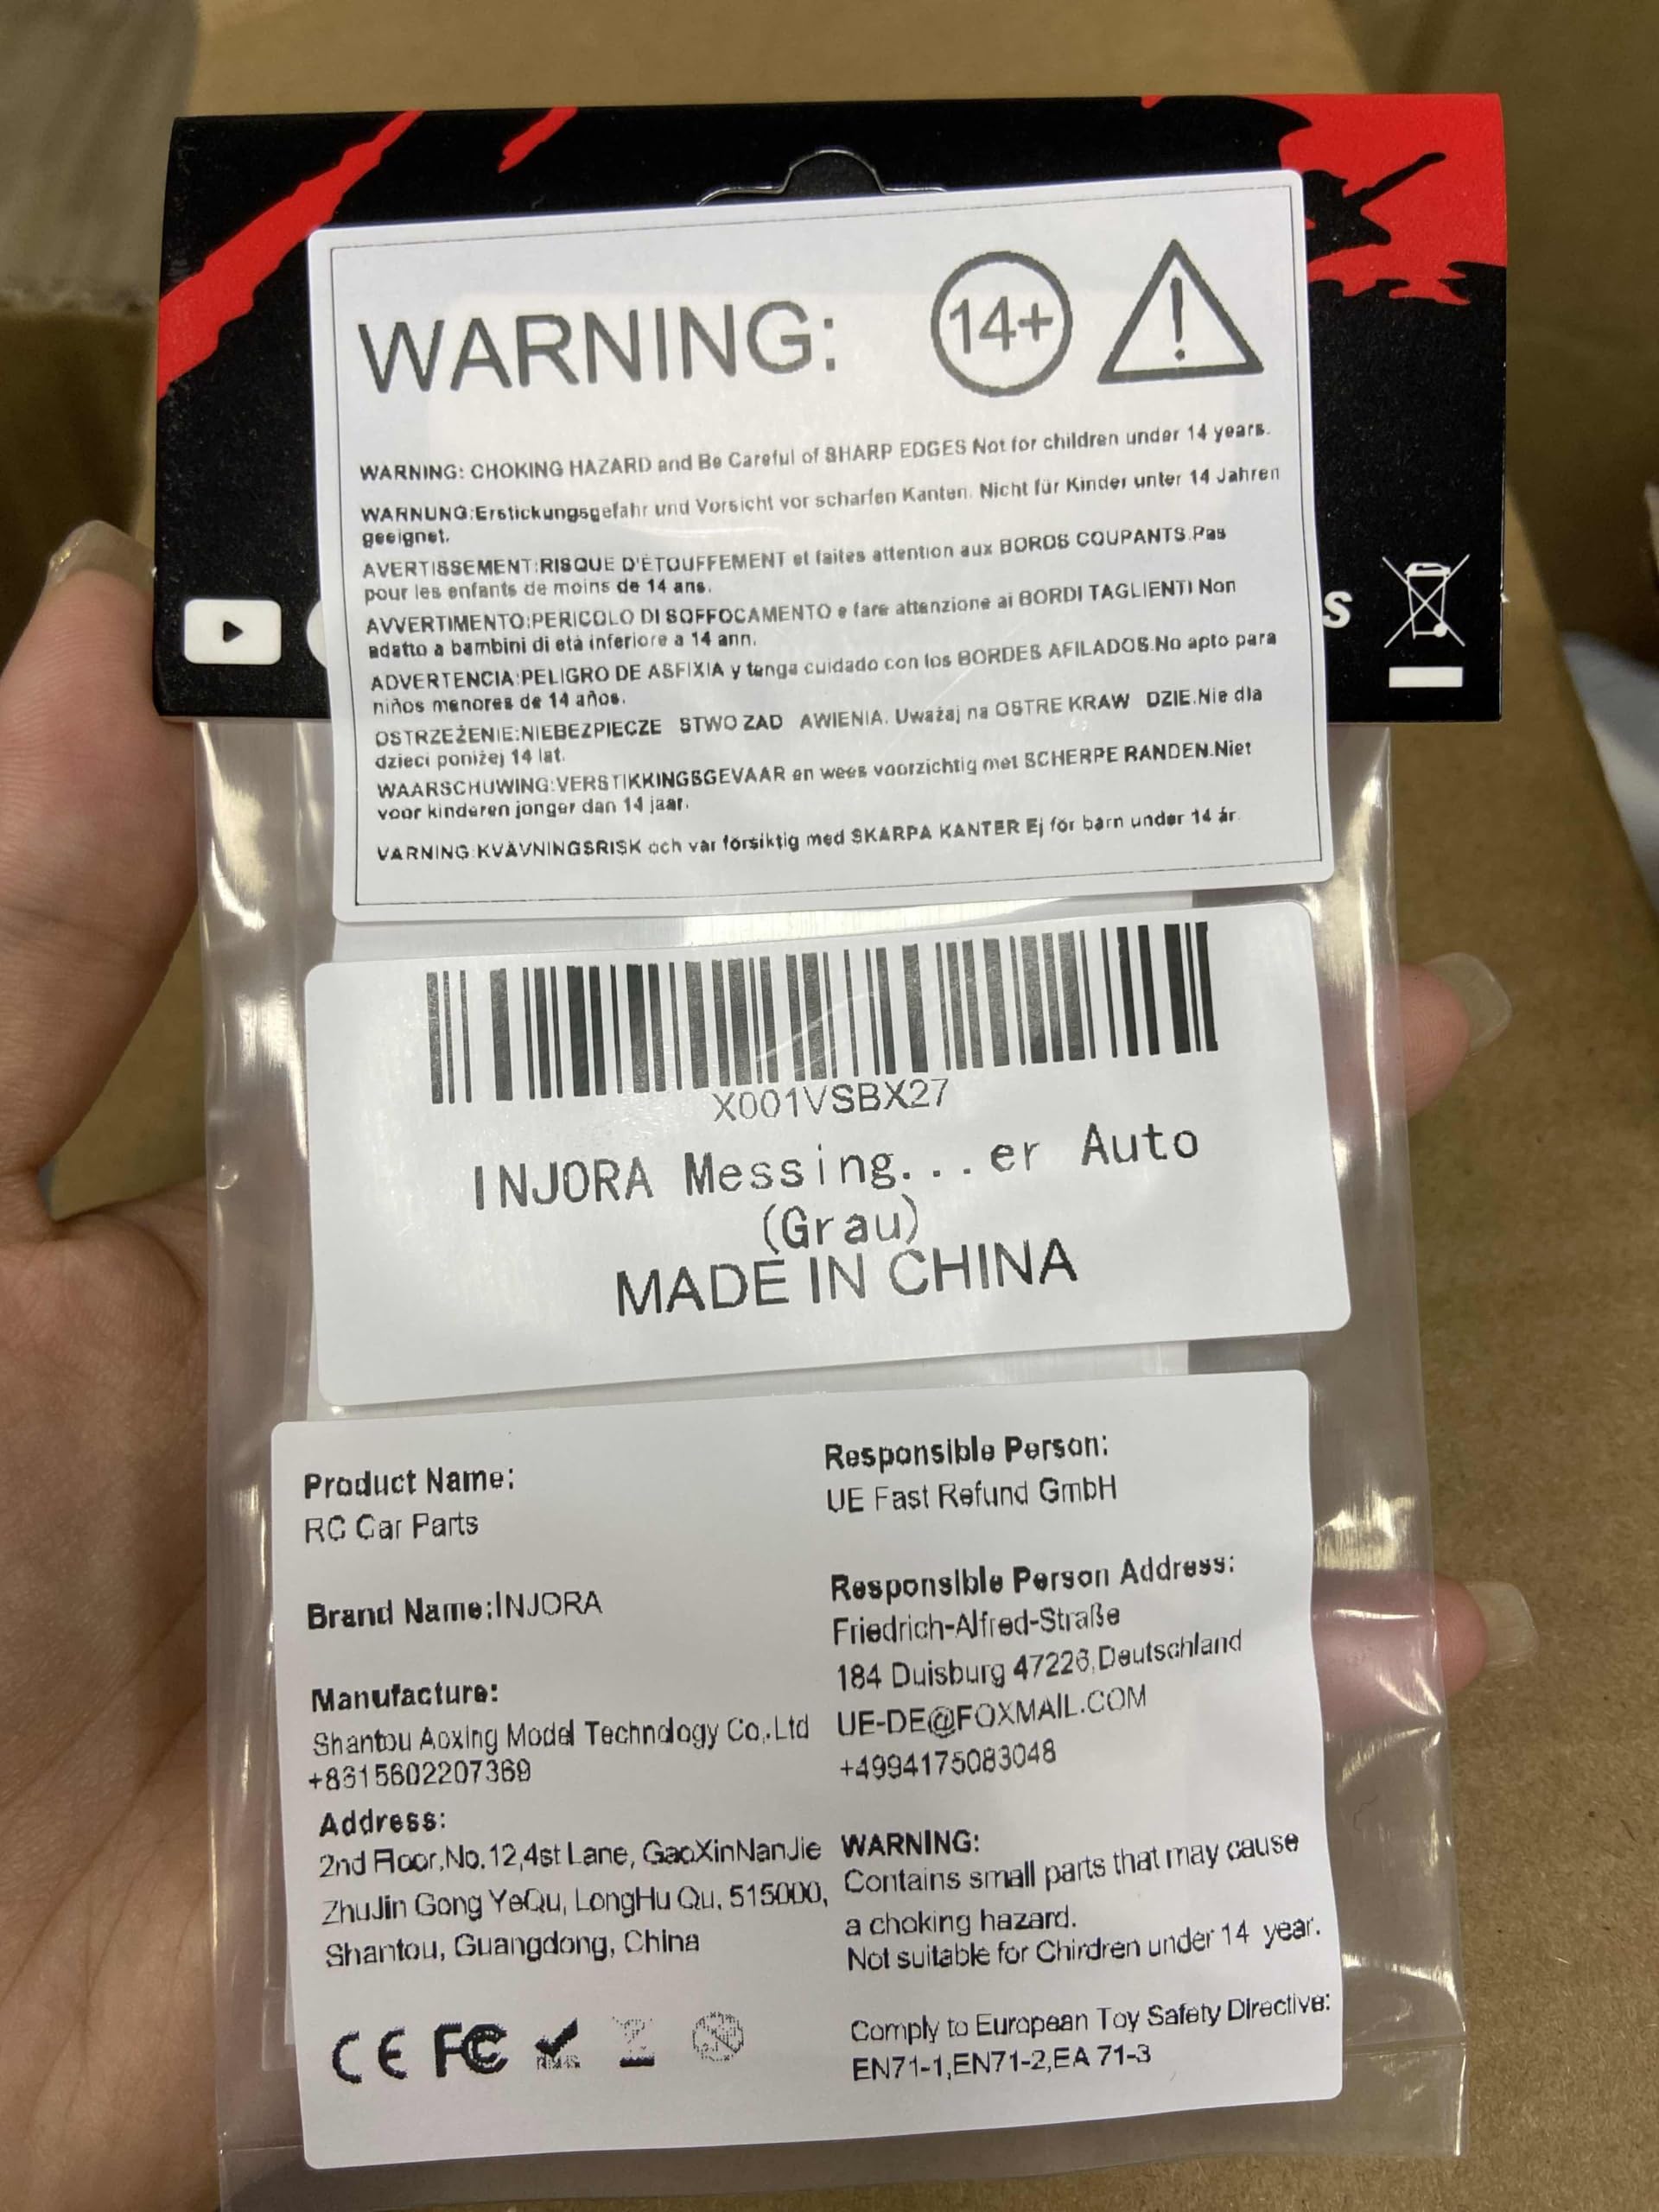 WARNING: 14+ !
WARNING: CHOKING HAZARD and Be Careful of SHARP EDGES Not for children under 14 years.
WARNUNG:Erstickungsgefahr und Vorsicht vor scharfen Kanten. Nicht für Kinder unter 14 Jahren
geeignet.
AVERTISSEMENT:RISQUE D'ÉTOUFFEMENT et faites attention aux BORDS COUPANTS.Pas
pour les enfants de moins de 14 ans.
AVVERTIMENTO:PERICOLO DI SOFFOCAMENTO e fare attenzione ai BORDI TAGLIENTI Non
adatto a bambini di età inferiore a 14 ann.
ADVERTENCIA:PELIGRO DE ASFIXIA y tenga cuidado con los BORDES AFILADOS.No apto para
niños menores de 14 años.
OSTRZEŻENIE:NIEBEZPIECZE STWO ZAD AWIENIA. Uważaj na OSTRE KRAW DZIE.Nie dla
dzieci poniżej 14 lat.
WAARSCHUWING:VERSTIKKINGSGEVAAR en wees voorzichtig met SCHERPE RANDEN.Niet
voor kinderen jonger dan 14 jaar.
VARNING:KVÄVNINGSRISK och var försiktig med SKARPA KANTER Ej för barn under 14 år.
S
X001VSBX27
INJORA Messing...er Auto
(Grau)
MADE IN CHINA
Product Name:
RC Car Parts
Brand Name:INJORA
Manufacture:
Shantou Aoxing Model Technology Co,.Ltd
+8615602207369
Address:
2nd Floor,No.12,4st Lane, GaoXinNanJie
ZhuJin Gong YeQu, LongHu Qu, 515000,
Shantou, Guangdong, China
CE FC
Responsible Person:
UE Fast Refund GmbH
Responsible Person Address:
Friedrich-Alfred-Straße
184 Duisburg 47226,Deutschland
UE-DE@FOXMAIL.COM
+4994175083048
WARNING:
Contains small parts that may cause
a choking hazard.
Not suitable for Chirdren under 14 year.
Comply to European Toy Safety Directive:
EN71-1,EN71-2,EA 71-3